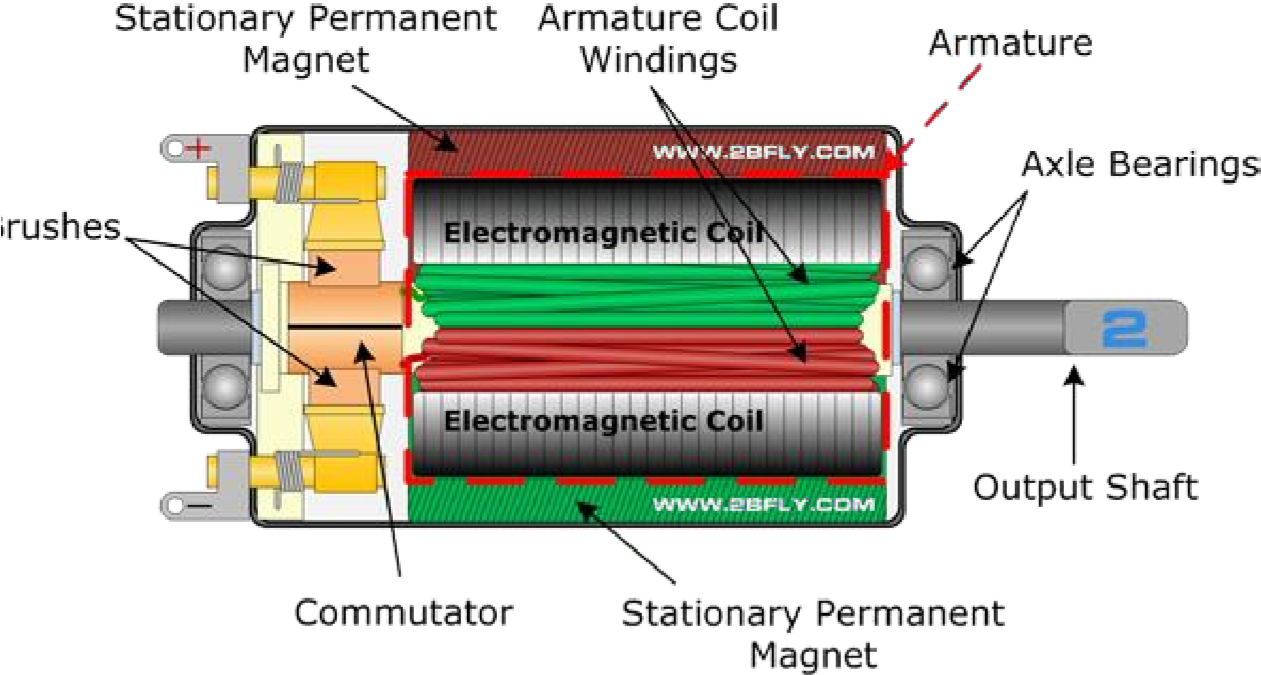 Stationary Permanent
Magnet
Armature Coil
Windings
Armature
WWW.2BFLY.COM
Axle Bearings
+
rushes
Electromagnetic Coil
2
Electromagnetic Coil
Output Shaft
WWW.2BFLY.COM
−
Commutator
Stationary Permanent
Magnet